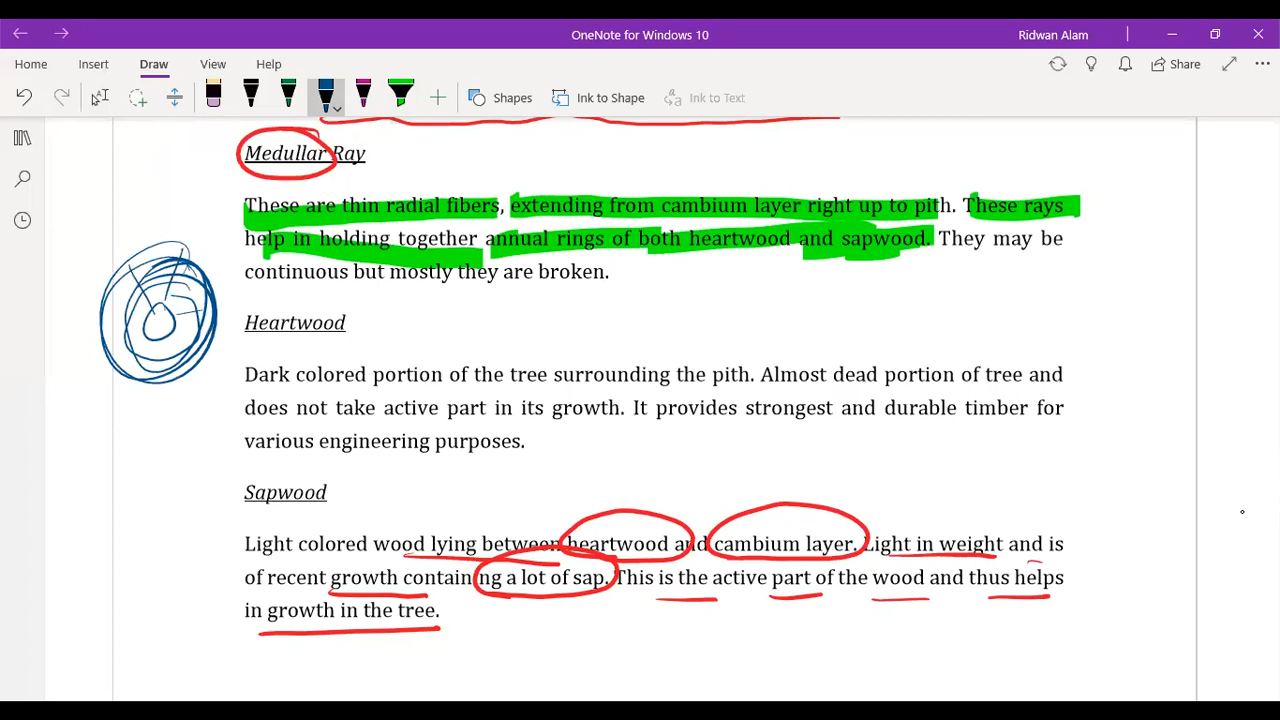 OneNote for Windows 10
Ridwan Alam
Home Insert Draw View Help
Share
Shapes Ink to Shape Ink to Text
Medullar Ray
These are thin radial fibers, extending from cambium layer right up to pith. These rays
help in holding together annual rings of both heartwood and sapwood. They may be
continuous but mostly they are broken.
Heartwood
Dark colored portion of the tree surrounding the pith. Almost dead portion of tree and
does not take active part in its growth. It provides strongest and durable timber for
various engineering purposes.
Sapwood
Light colored wood lying between heartwood and cambium layer. Light in weight and is
of recent growth containing a lot of sap. This is the active part of the wood and thus helps
in growth in the tree.